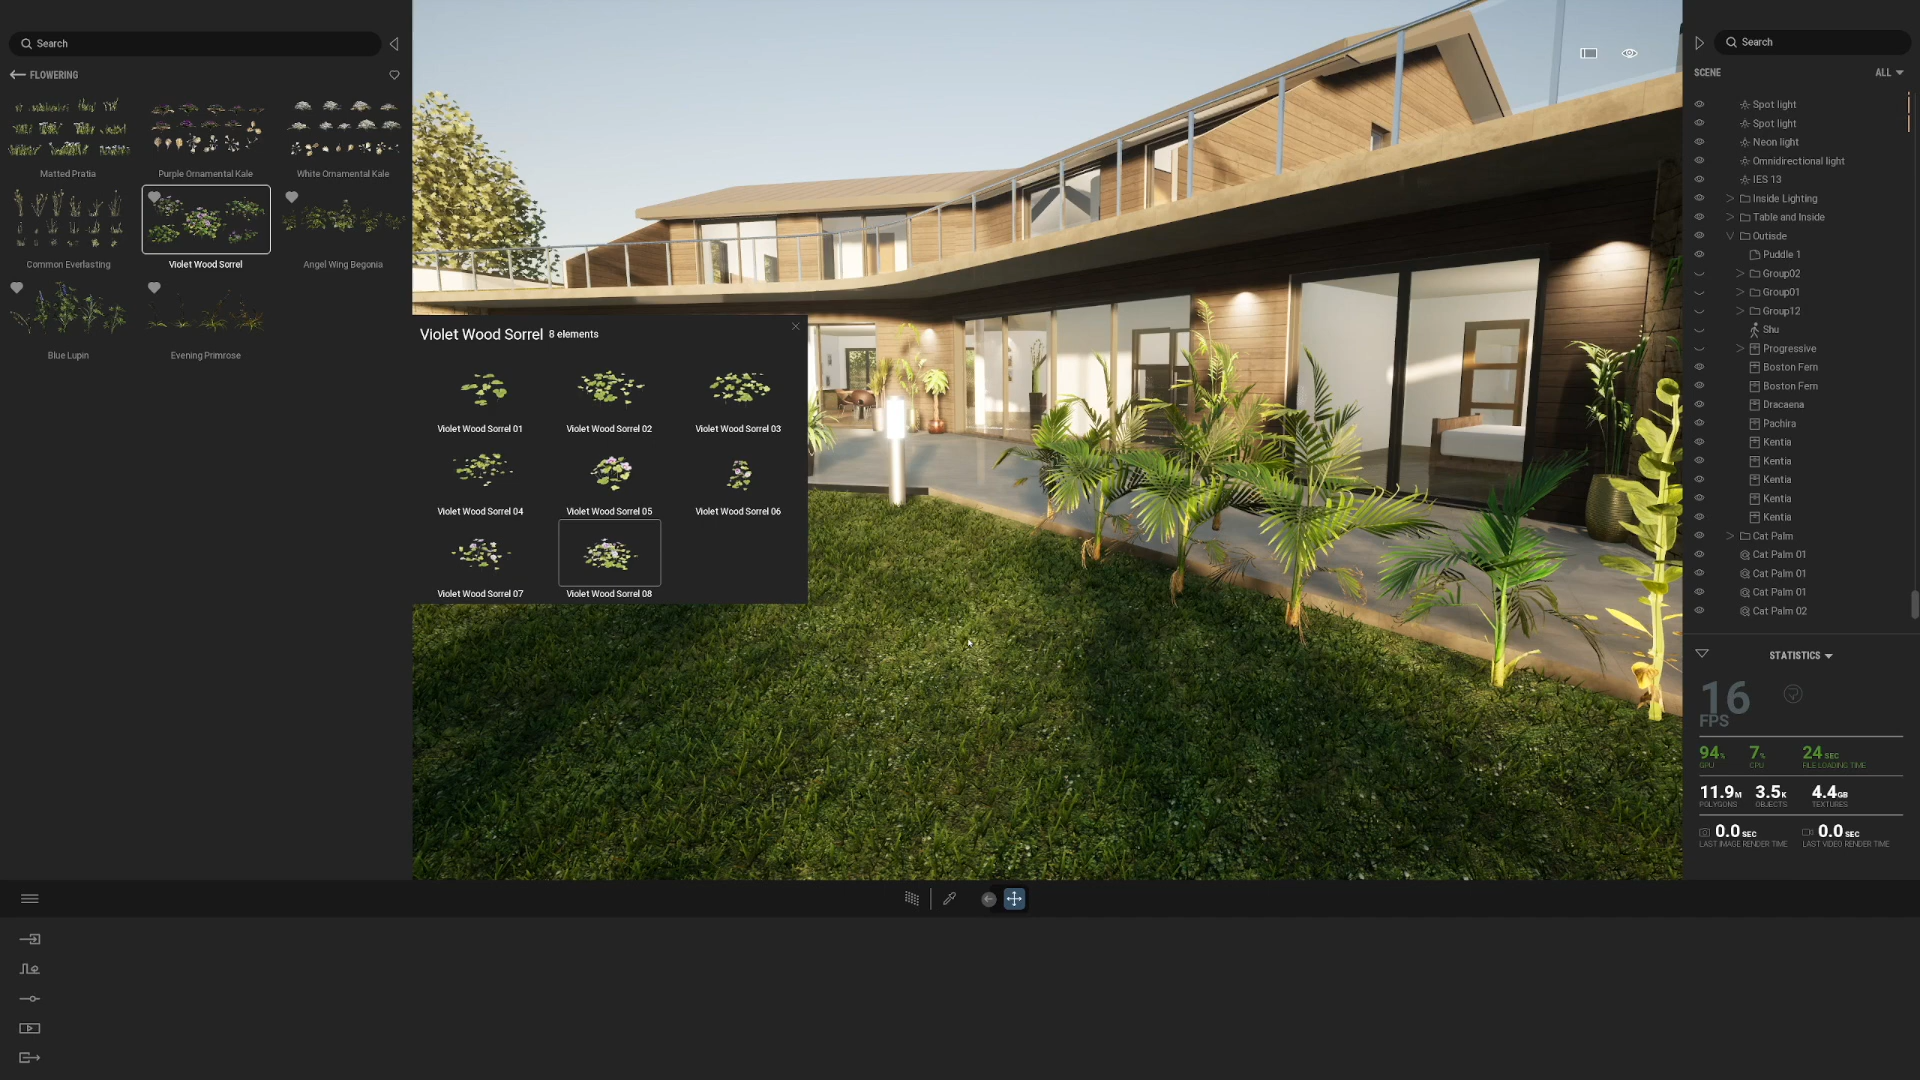 Search
FLOWERING
Matted Pratia
Purple Ornamental Kale
White Ornamental Kale
Common Everlasting
Violet Wood Sorrel
Angel Wing Begonia
Blue Lupin
Evening Primrose
Violet Wood Sorrel 8 elements
Violet Wood Sorrel 01
Violet Wood Sorrel 02
Violet Wood Sorrel 03
Violet Wood Sorrel 04
Violet Wood Sorrel 05
Violet Wood Sorrel 06
Violet Wood Sorrel 07
Violet Wood Sorrel 08
Search
SCENE ALL
Spot light
Spot light
Neon light
Omnidirectional light
IES 13
Inside Lighting
Table and Inside
Outisde
Puddle 1
Group02
Group01
Group12
Shu
Progressive
Boston Fern
Boston Fern
Dracaena
Pachira
Kentia
Kentia
Kentia
Kentia
Kentia
Cat Palm
Cat Palm 01
Cat Palm 01
Cat Palm 01
Cat Palm 02
STATISTICS
16
FPS
94% 7% 24 SEC
GPU CPU FILE LOADING TIME
11.9M 3.5K 4.4GB
POLYGONS OBJECTS TEXTURES
0.0 SEC 0.0 SEC
LAST IMAGE RENDER TIME LAST VIDEO RENDER TIME